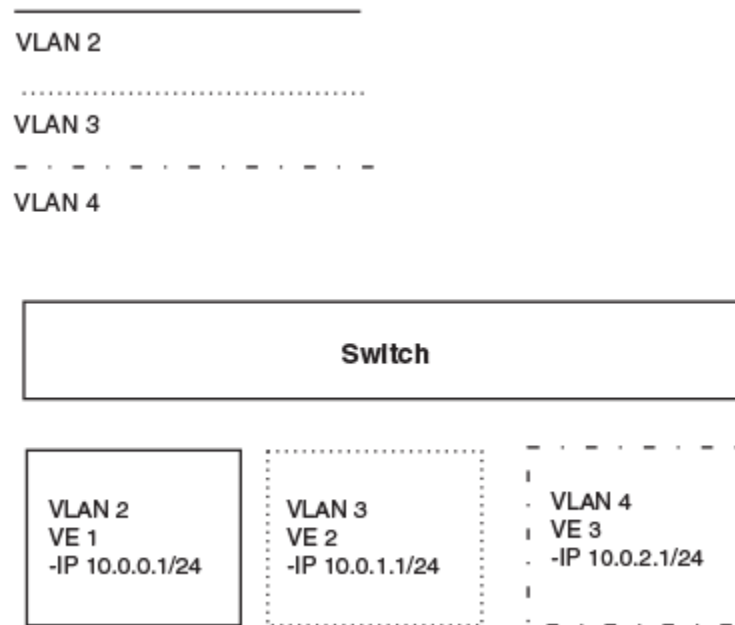 VLAN 2
VLAN 3
VLAN 4
Switch
VLAN 2
VE 1
-IP 10.0.0.1/24
VLAN 3
VE 2
-IP 10.0.1.1/24
VLAN 4
VE 3
-IP 10.0.2.1/24